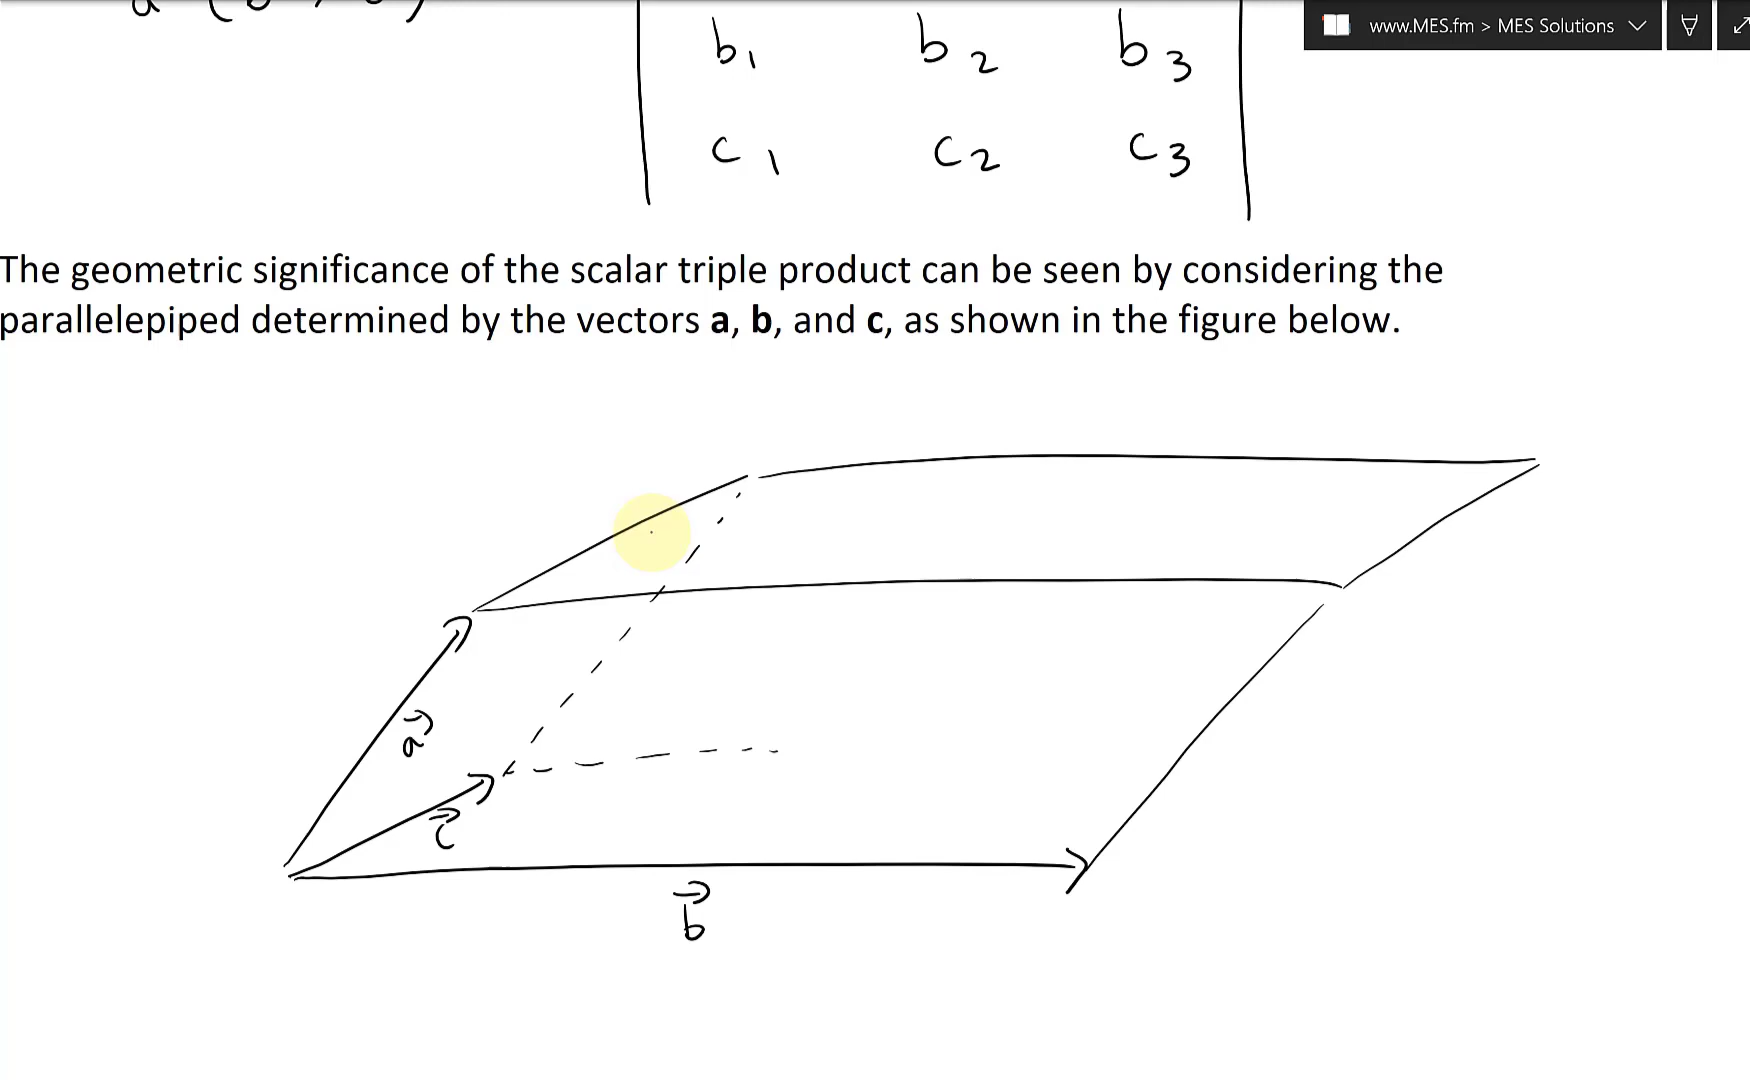 www.MES.fm > MES Solutions
b₁ b₂ b₃
c₁ c₂ c₃
The geometric significance of the scalar triple product can be seen by considering the
parallelepiped determined by the vectors a, b, and c, as shown in the figure below.
a⃗
c⃗
b⃗